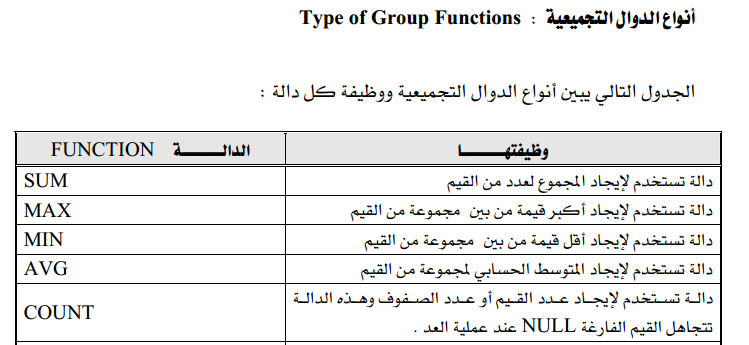 أنواع الدوال التجميعية : Type of Group Functions
الجدول التالي يبين أنواع الدوال التجميعية ووظيفة كل دالة :
وظيفتهــــــــا الدالــــــــة FUNCTION
دالة تستخدم لإيجاد المجموع لعدد من القيم SUM
دالة تستخدم لإيجاد أكبر قيمة من بين مجموعة من القيم MAX
دالة تستخدم لإيجاد أقل قيمة من بين مجموعة من القيم MIN
دالة تستخدم لإيجاد المتوسط الحسابي لمجموعة من القيم AVG
دالة تستخدم لإيجاد عدد القيم أو عدد الصفوف وهذه الدالة
تتجاهل القيم الفارغة NULL عند عملية العد . COUNT